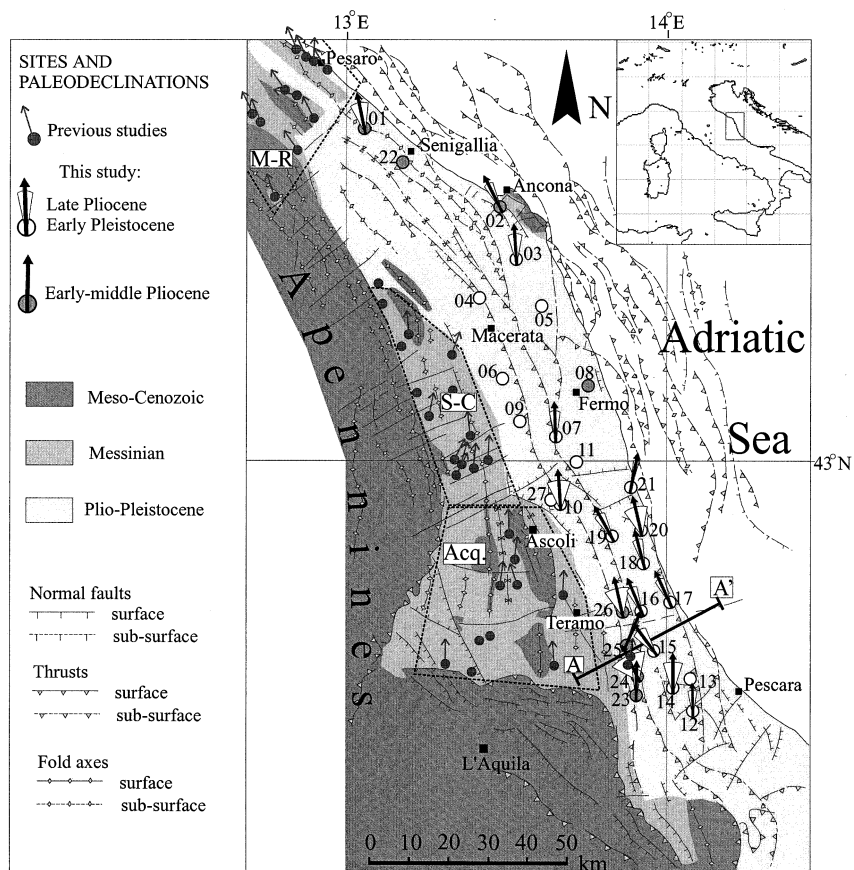 13°E
14°E
SITES AND
PALEODECLINATIONS
Previous studies
This study:
Late Pliocene
Early Pleistocene
Early-middle Pliocene
Meso-Cenozoic
Messinian
Plio-Pleistocene
Normal faults
surface
sub-surface
Thrusts
surface
sub-surface
Fold axes
surface
sub-surface
Pesaro
N
01
M-R
22
Senigallia
Ancona
02
03
Apennines
04
05
Macerata
Adriatic
Sea
06
08
S-C
Fermo
09
07
11
43°N
21
27
10
Ascoli
19
20
Acq.
18
26
16
17
A'
Teramo
25
15
A
24
13
23
14
12
Pescara
L'Aquila
0 10 20 30 40 50
km